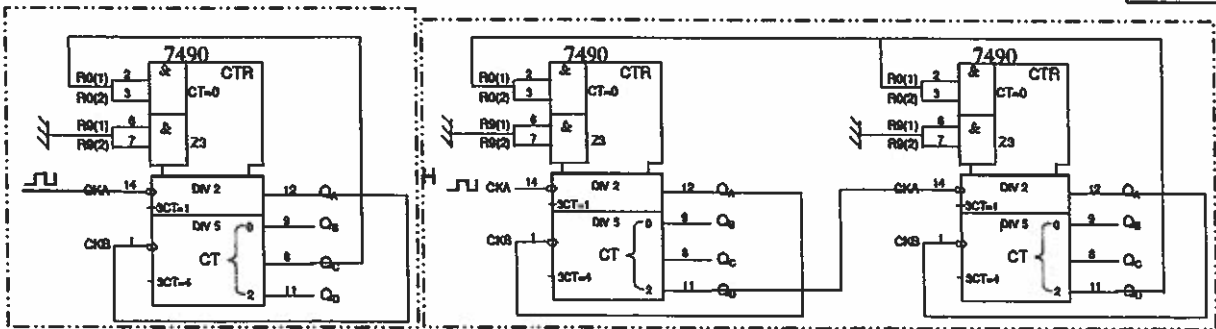 7490
&
CTR
R0(1) 2
R0(2) 3
CT=0
R9(1) 6
R9(2) 7
&
Z3
CKA 14
DIV 2
12 QA
3CT=1
DIV 5
0
9 QB
CKB 1
CT
8 QC
3CT=4
2
11 QD
7490
&
CTR
R0(1) 2
R0(2) 3
CT=0
R9(1) 6
R9(2) 7
&
Z3
H
CKA 14
DIV 2
12 QA
3CT=1
DIV 5
0
9 QB
CKB 1
CT
8 QC
3CT=4
2
11 QD
7490
&
CTR
R0(1) 2
R0(2) 3
CT=0
R9(1) 6
R9(2) 7
&
Z3
CKA 14
DIV 2
12 QA
3CT=1
DIV 5
0
9 QB
CKB 1
CT
8 QC
3CT=4
2
11 QD